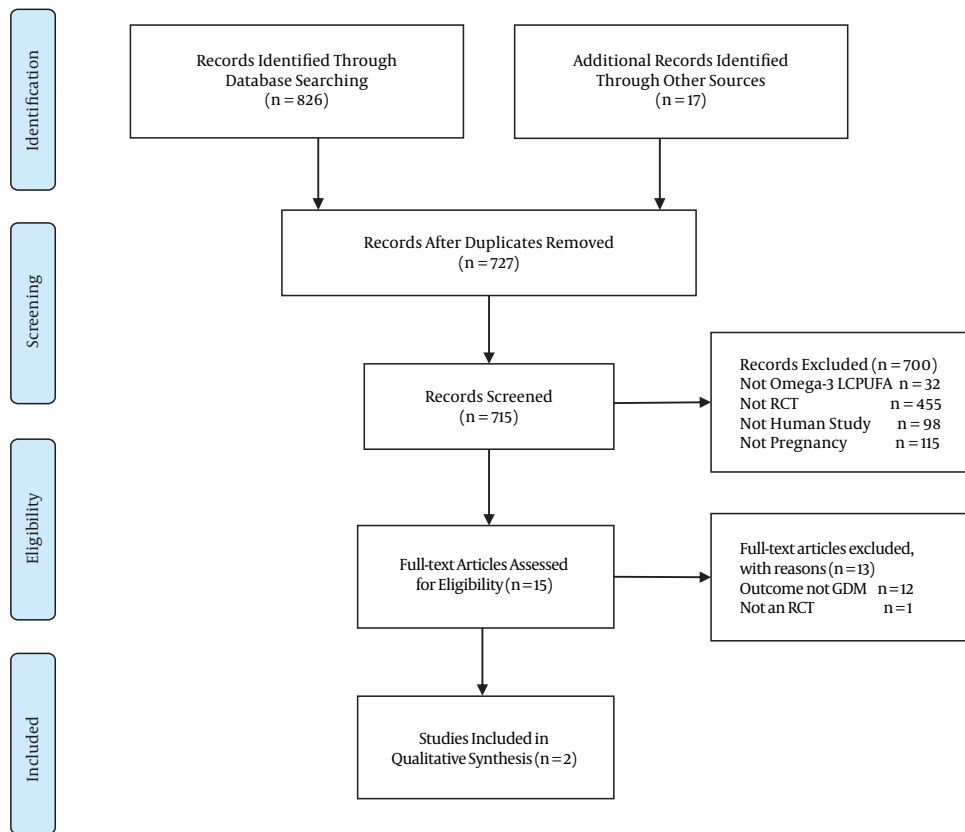 Identification
Records Identified Through
Database Searching
(n = 826)
Additional Records Identified
Through Other Sources
(n = 17)
Screening
Records After Duplicates Removed
(n = 727)
Records Screened
(n = 715)
Records Excluded (n = 700)
Not Omega-3 LCPUFA n = 32
Not RCT n = 455
Not Human Study n = 98
Not Pregnancy n = 115
Eligibility
Full-text Articles Assessed
for Eligibility (n = 15)
Full-text articles excluded,
with reasons (n = 13)
Outcome not GDM n = 12
Not an RCT n = 1
Included
Studies Included in
Qualitative Synthesis (n = 2)